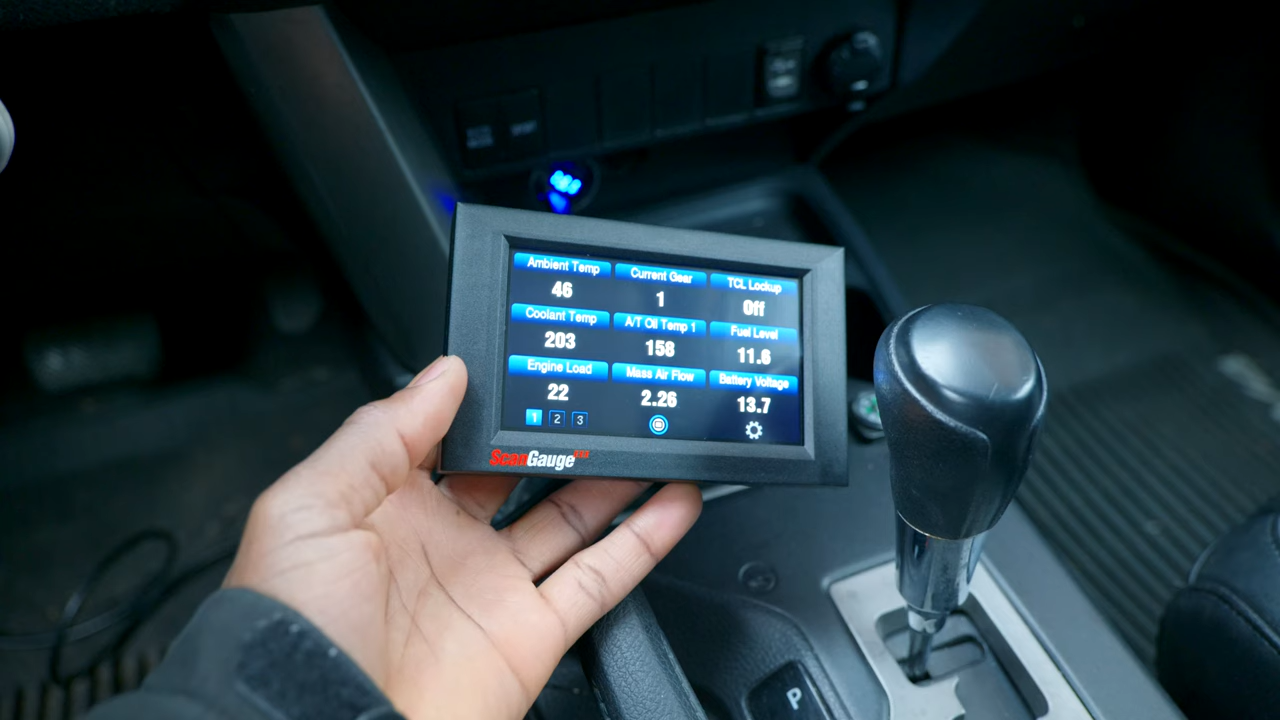 Ambient Temp
Current Gear
TCL Lockup
46
1
Off
Coolant Temp
A/T Oil Temp 1
Fuel Level
203
158
11.6
Engine Load
Mass Air Flow
Battery Voltage
22
2.26
13.7
1 2 3
ScanGauge III
P